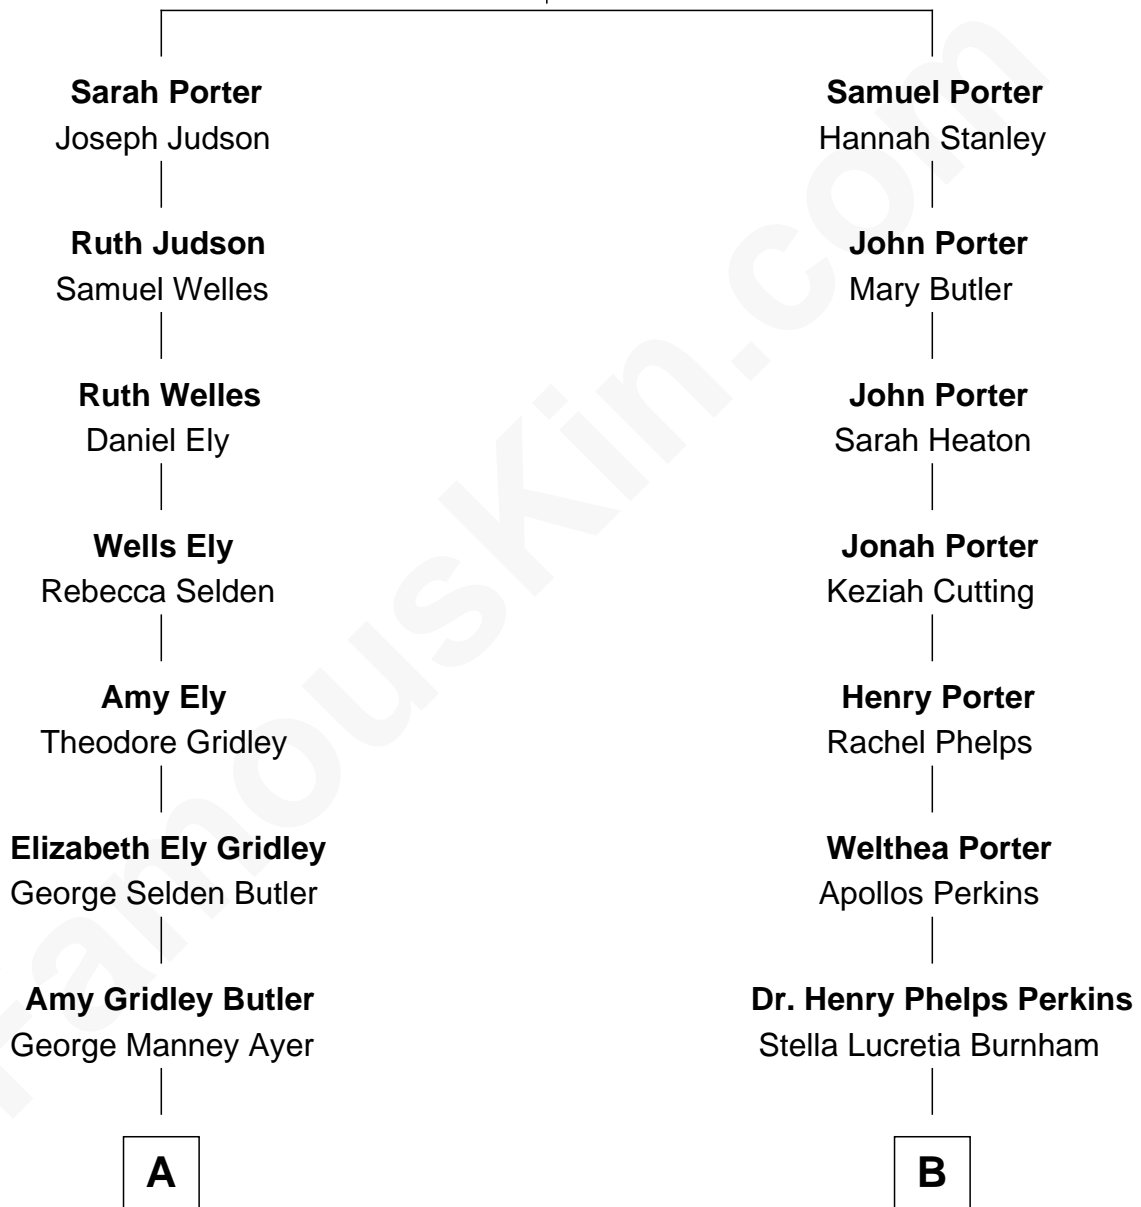 Sarah Porter
Joseph Judson
Ruth Judson
Samuel Welles
Ruth Welles
Daniel Ely
Wells Ely
Rebecca Selden
Amy Ely
Theodore Gridley
Elizabeth Ely Gridley
George Selden Butler
Amy Gridley Butler
George Manney Ayer
A
Samuel Porter
Hannah Stanley
John Porter
Mary Butler
John Porter
Sarah Heaton
Jonah Porter
Keziah Cutting
Henry Porter
Rachel Phelps
Welthea Porter
Apollos Perkins
Dr. Henry Phelps Perkins
Stella Lucretia Burnham
B
FamousKin.com